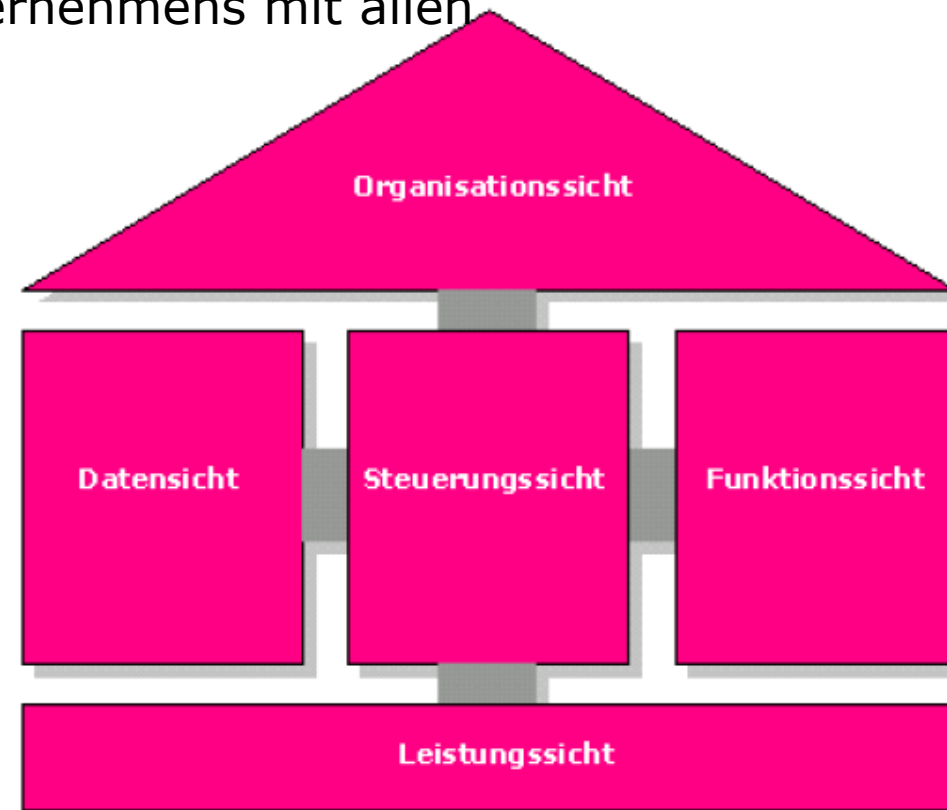 ernehmens mit allen
Organisationssicht
Datensicht Steuerungssicht Funktionssicht
Leistungssicht